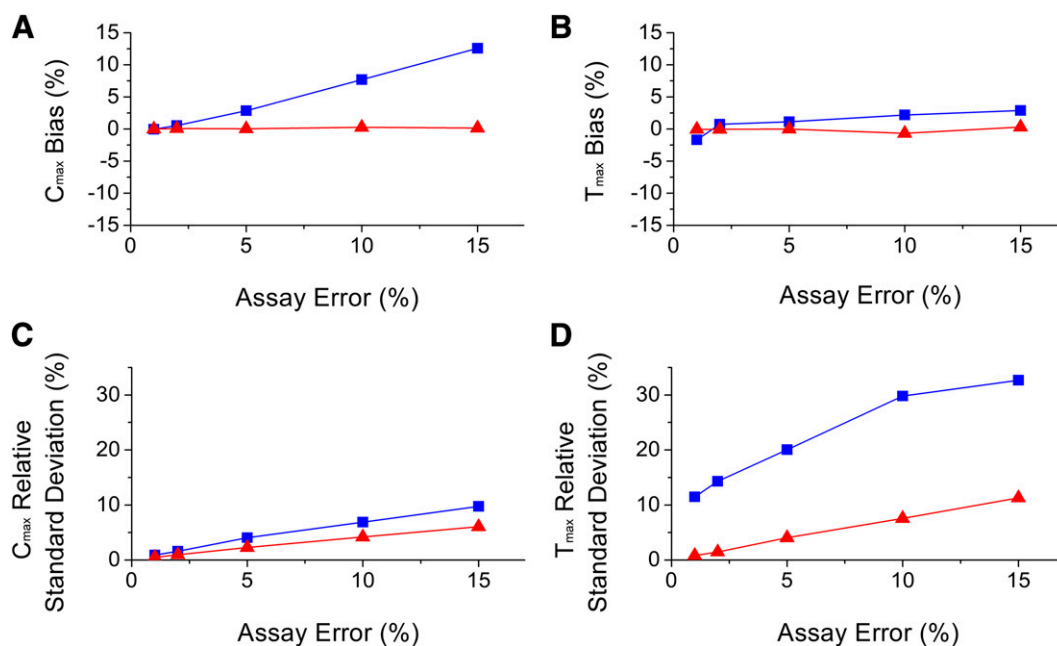 A
Cmax Bias (%)
15
10
5
0
-5
-10
-15
0 5 10 15
Assay Error (%)
B
Tmax Bias (%)
15
10
5
0
-5
-10
-15
0 5 10 15
Assay Error (%)
C
Cmax Relative
Standard Deviation (%)
30
20
10
0
0 5 10 15
Assay Error (%)
D
Tmax Relative
Standard Deviation (%)
30
20
10
0
0 5 10 15
Assay Error (%)